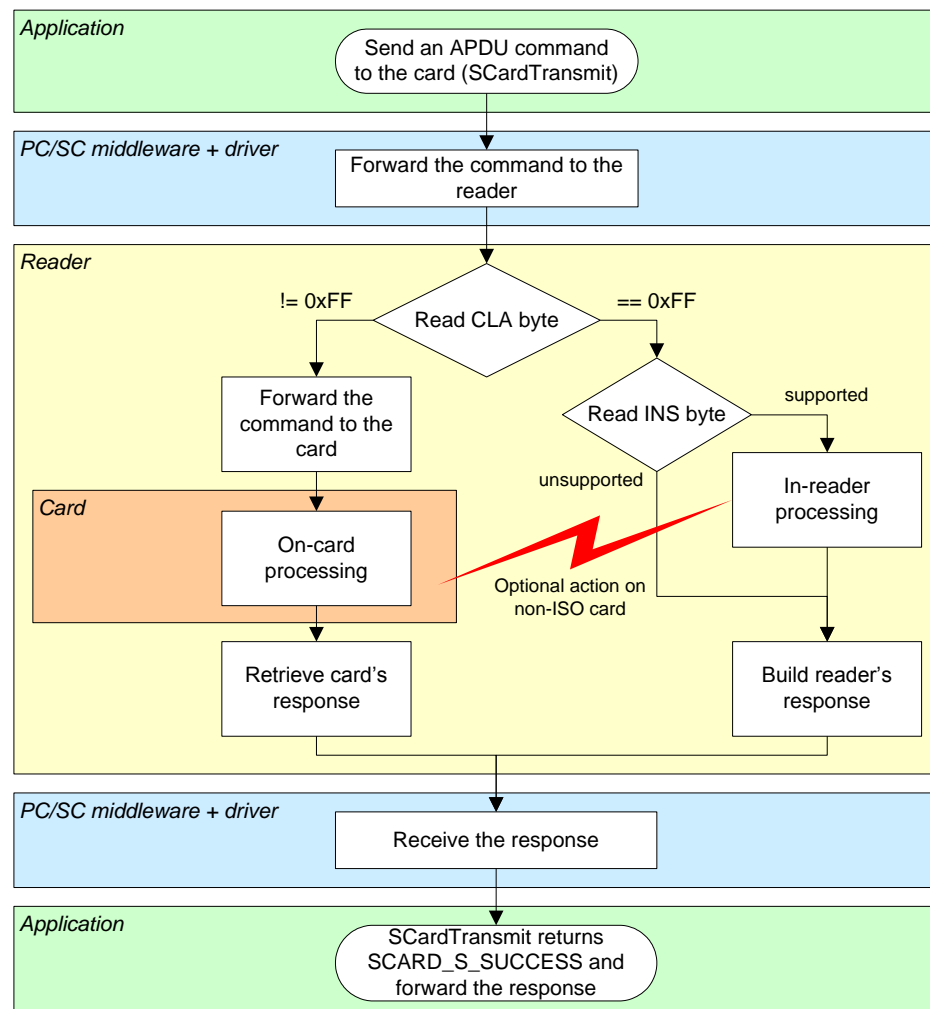 Application
Send an APDU command
to the card (SCardTransmit)
PC/SC middleware + driver
Forward the command to the
reader
Reader
!= 0xFF
== 0xFF
Read CLA byte
Forward the
command to the
card
Read INS byte
supported
unsupported
Card
On-card
processing
In-reader
processing
Optional action on
non-ISO card
Retrieve card's
response
Build reader's
response
PC/SC middleware + driver
Receive the response
Application
SCardTransmit returns
SCARD_S_SUCCESS and
forward the response